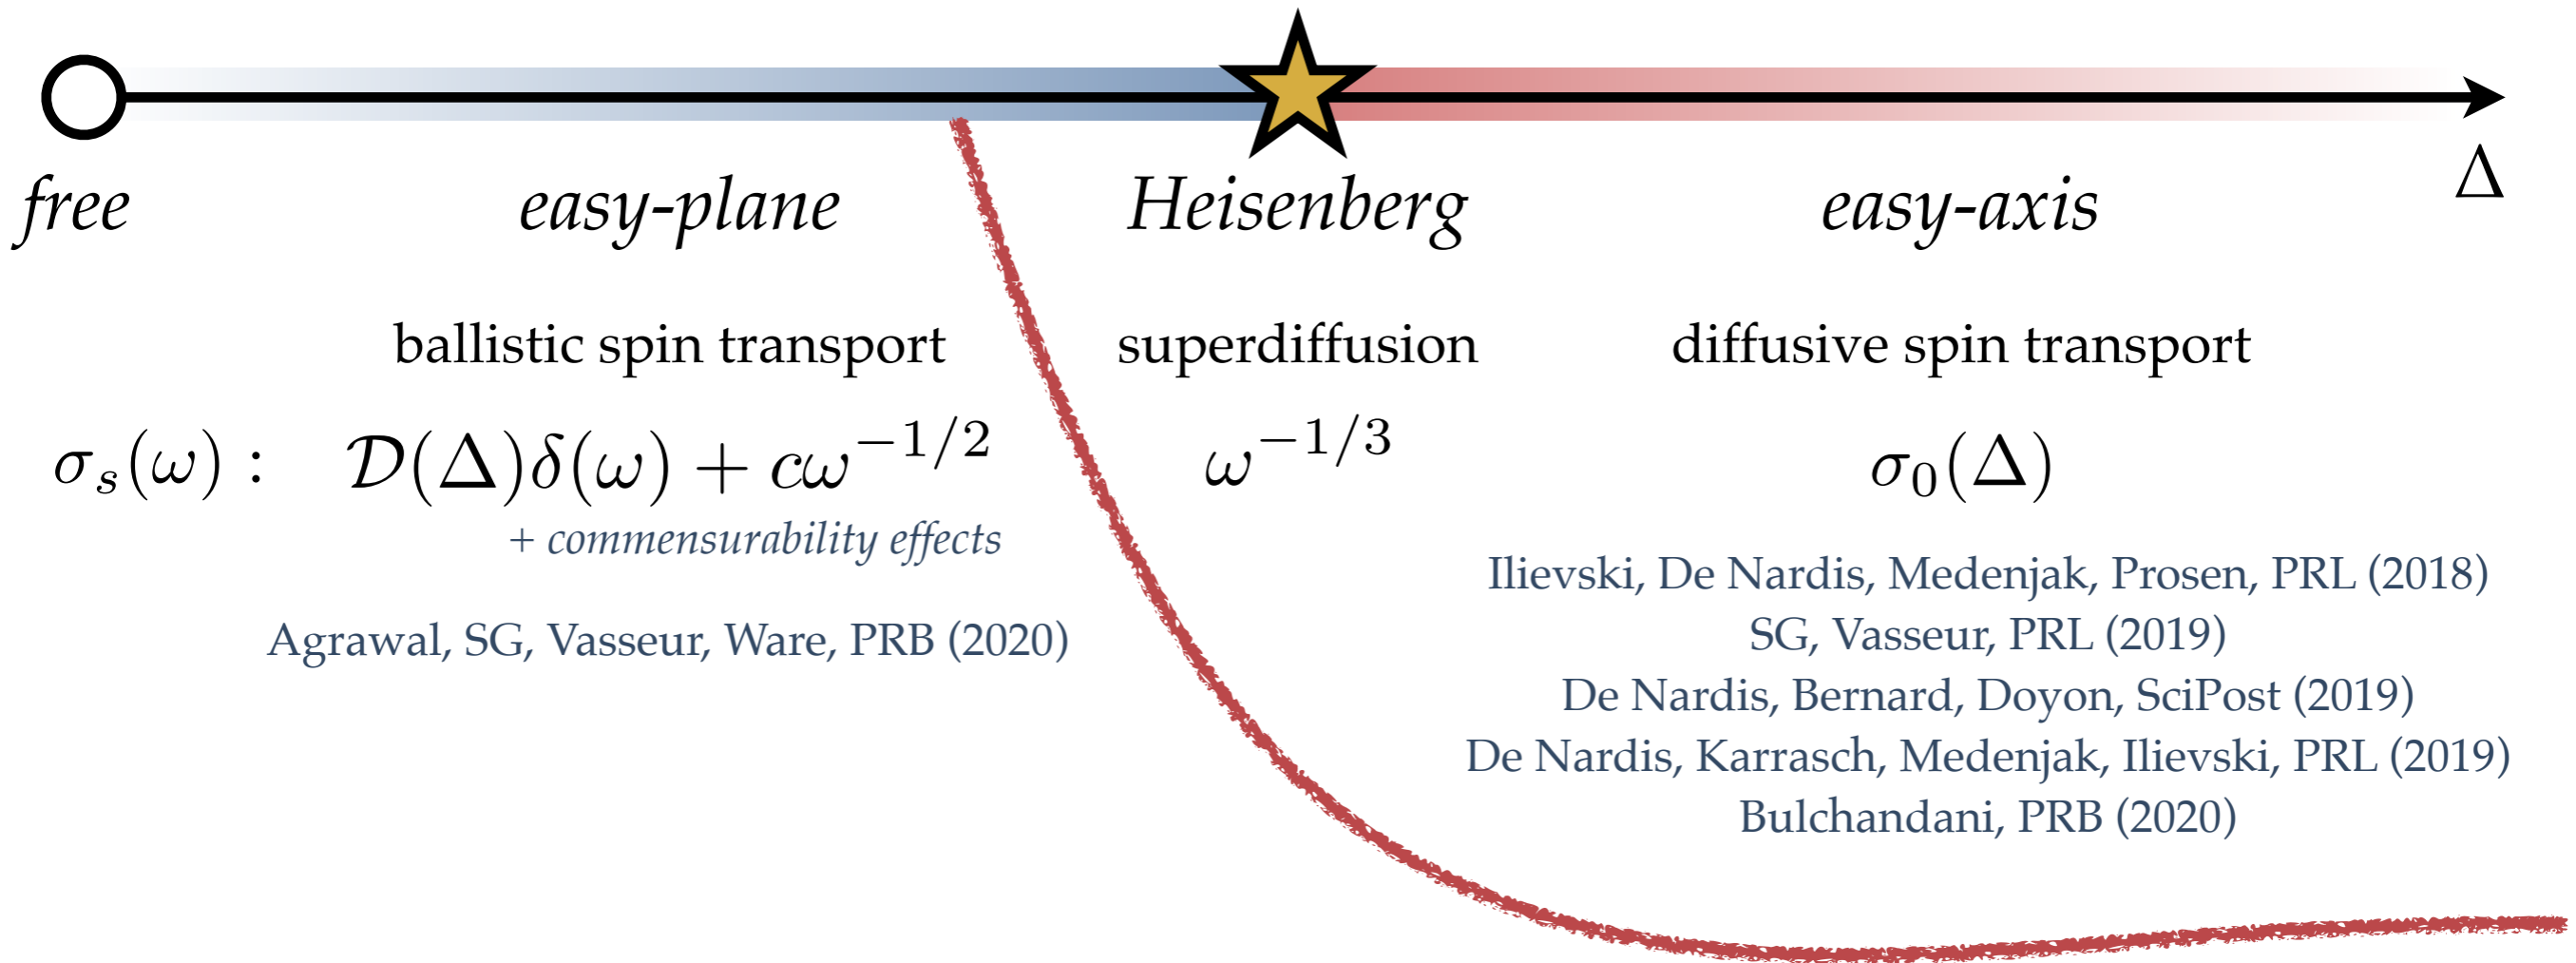 Δ
free easy-plane Heisenberg easy-axis
ballistic spin transport superdiffusion diffusive spin transport
σ_s(ω) : 𝒟(Δ)δ(ω) + cω^{−1/2} ω^{−1/3} σ_0(Δ)
+ commensurability effects
Agrawal, SG, Vasseur, Ware, PRB (2020)
Ilievski, De Nardis, Medenjak, Prosen, PRL (2018)
SG, Vasseur, PRL (2019)
De Nardis, Bernard, Doyon, SciPost (2019)
De Nardis, Karrasch, Medenjak, Ilievski, PRL (2019)
Bulchandani, PRB (2020)